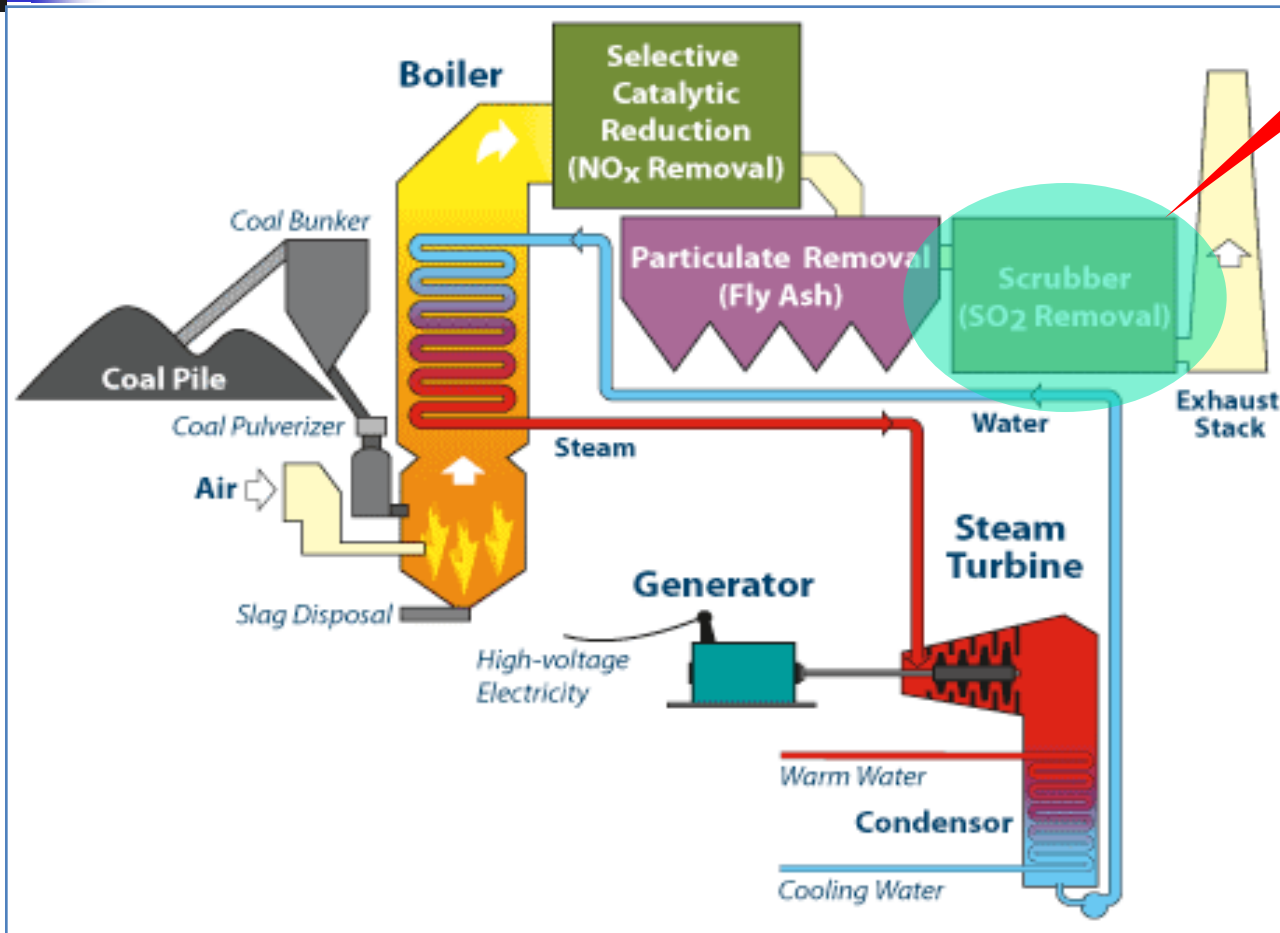 Boiler
Selective
Catalytic
Reduction
(NOx Removal)
Coal Bunker
Particulate Removal
(Fly Ash)
Scrubber
(SO2 Removal)
Coal Pile
Coal Pulverizer
Steam
Water
Exhaust
Stack
Air
Steam
Turbine
Generator
Slag Disposal
High-voltage
Electricity
Warm Water
Condensor
Cooling Water